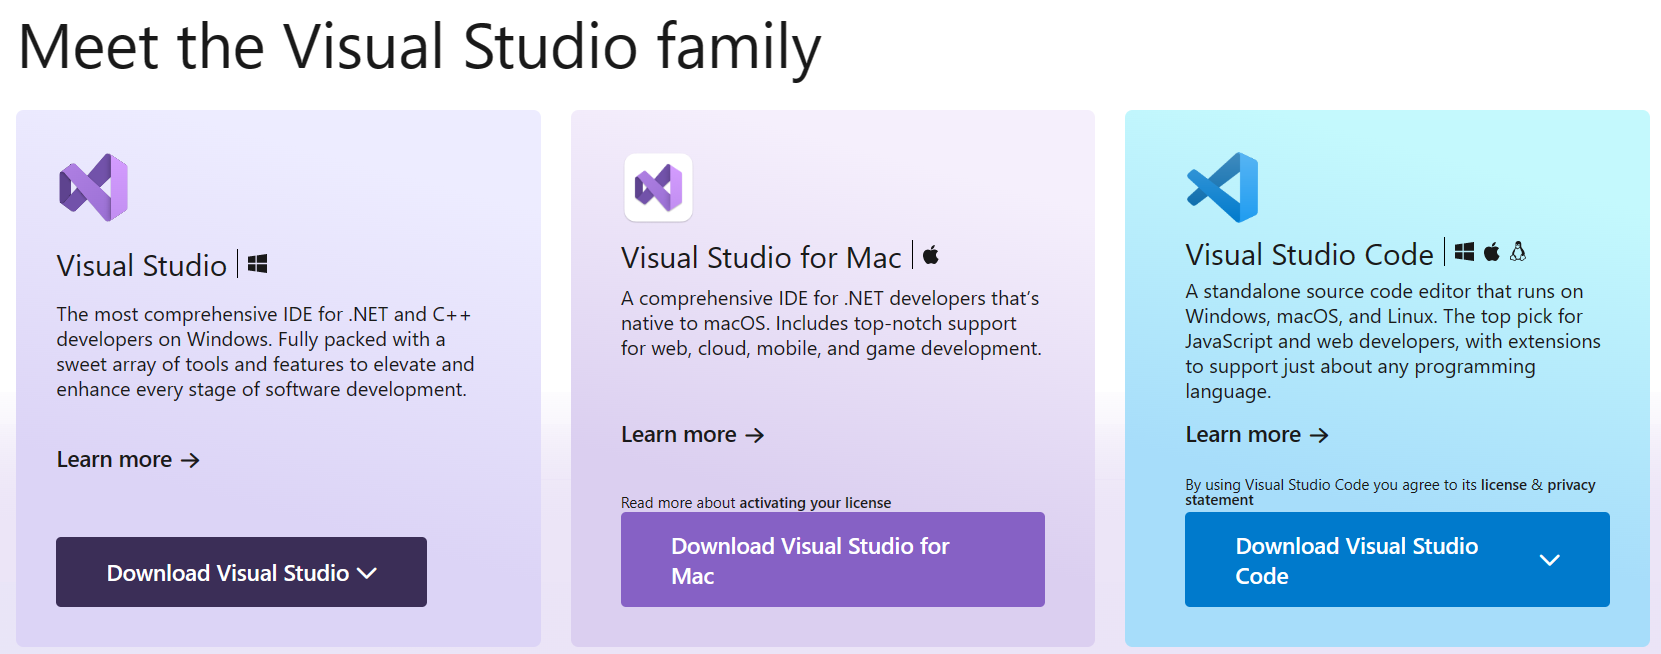 Meet the Visual Studio family
Visual Studio
The most comprehensive IDE for .NET and C++
developers on Windows. Fully packed with a
sweet array of tools and features to elevate and
enhance every stage of software development.
Learn more →
Download Visual Studio
Visual Studio for Mac
A comprehensive IDE for .NET developers that’s
native to macOS. Includes top-notch support
for web, cloud, mobile, and game development.
Learn more →
Read more about activating your license
Download Visual Studio for
Mac
Visual Studio Code
A standalone source code editor that runs on
Windows, macOS, and Linux. The top pick for
JavaScript and web developers, with extensions
to support just about any programming
language.
Learn more →
By using Visual Studio Code you agree to its license & privacy
statement
Download Visual Studio
Code